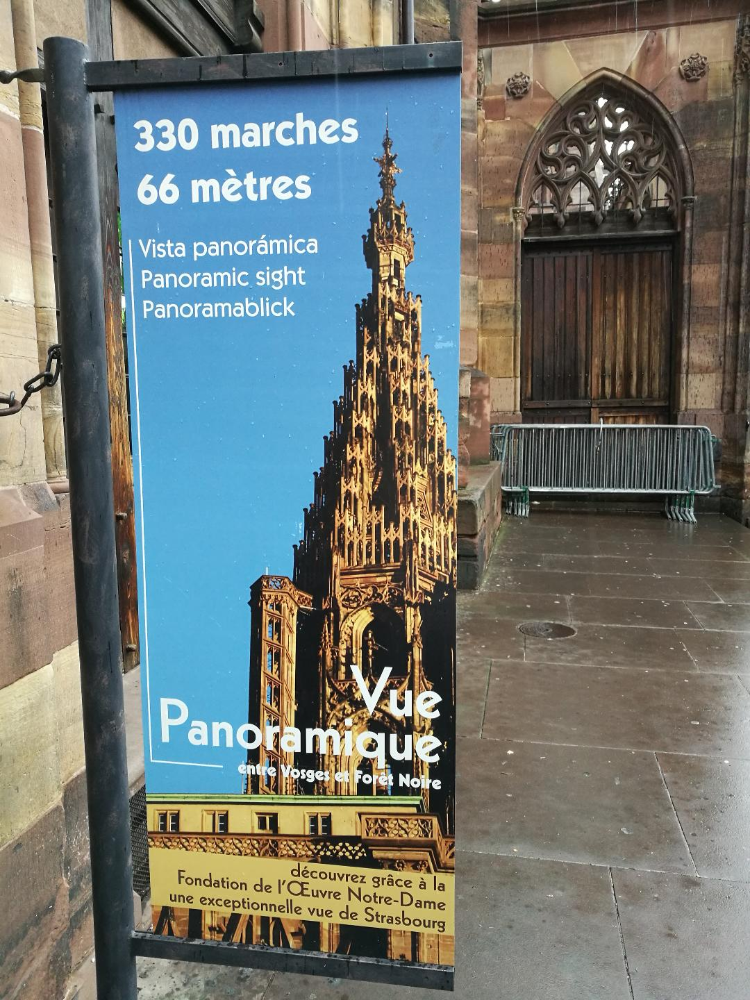 330 marches
66 mètres
Vista panorámica
Panoramic sight
Panoramablick
Vue
Panoramique
entre Vosges et Forêt Noire
découvrez grâce à la
Fondation de l'Œuvre Notre-Dame
une exceptionnelle vue de Strasbourg